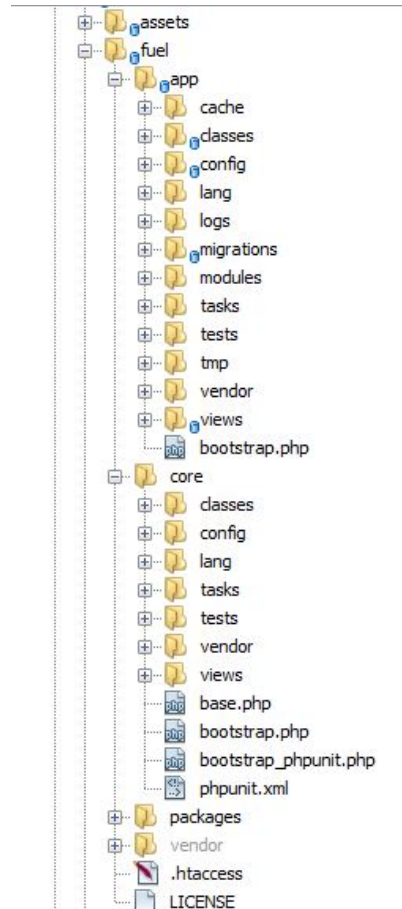 assets
fuel
app
cache
classes
config
lang
logs
migrations
modules
tasks
tests
tmp
vendor
views
bootstrap.php
core
classes
config
lang
tasks
tests
vendor
views
base.php
bootstrap.php
bootstrap_phpunit.php
phpunit.xml
packages
vendor
.htaccess
LICENSE